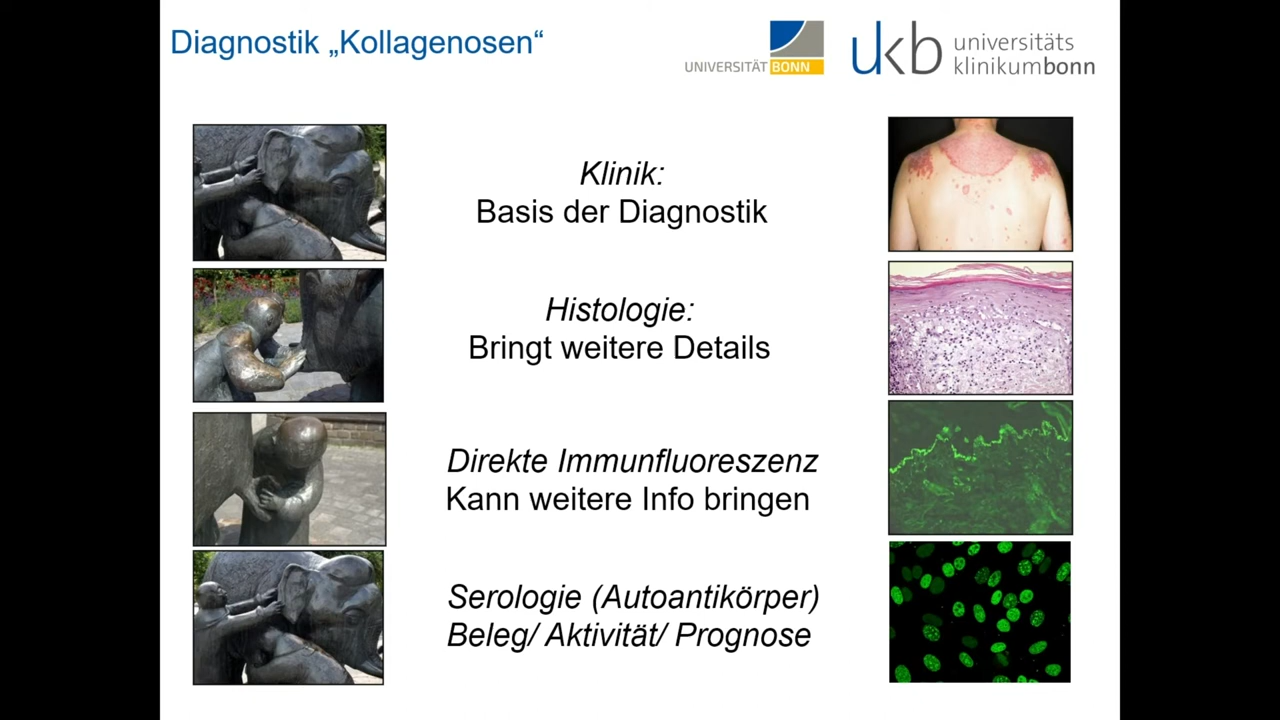 Diagnostik „Kollagenosen“
UNIVERSITÄT BONN
ukb universitäts
klinikumbonn
Klinik:
Basis der Diagnostik
Histologie:
Bringt weitere Details
Direkte Immunfluoreszenz
Kann weitere Info bringen
Serologie (Autoantikörper)
Beleg/ Aktivität/ Prognose